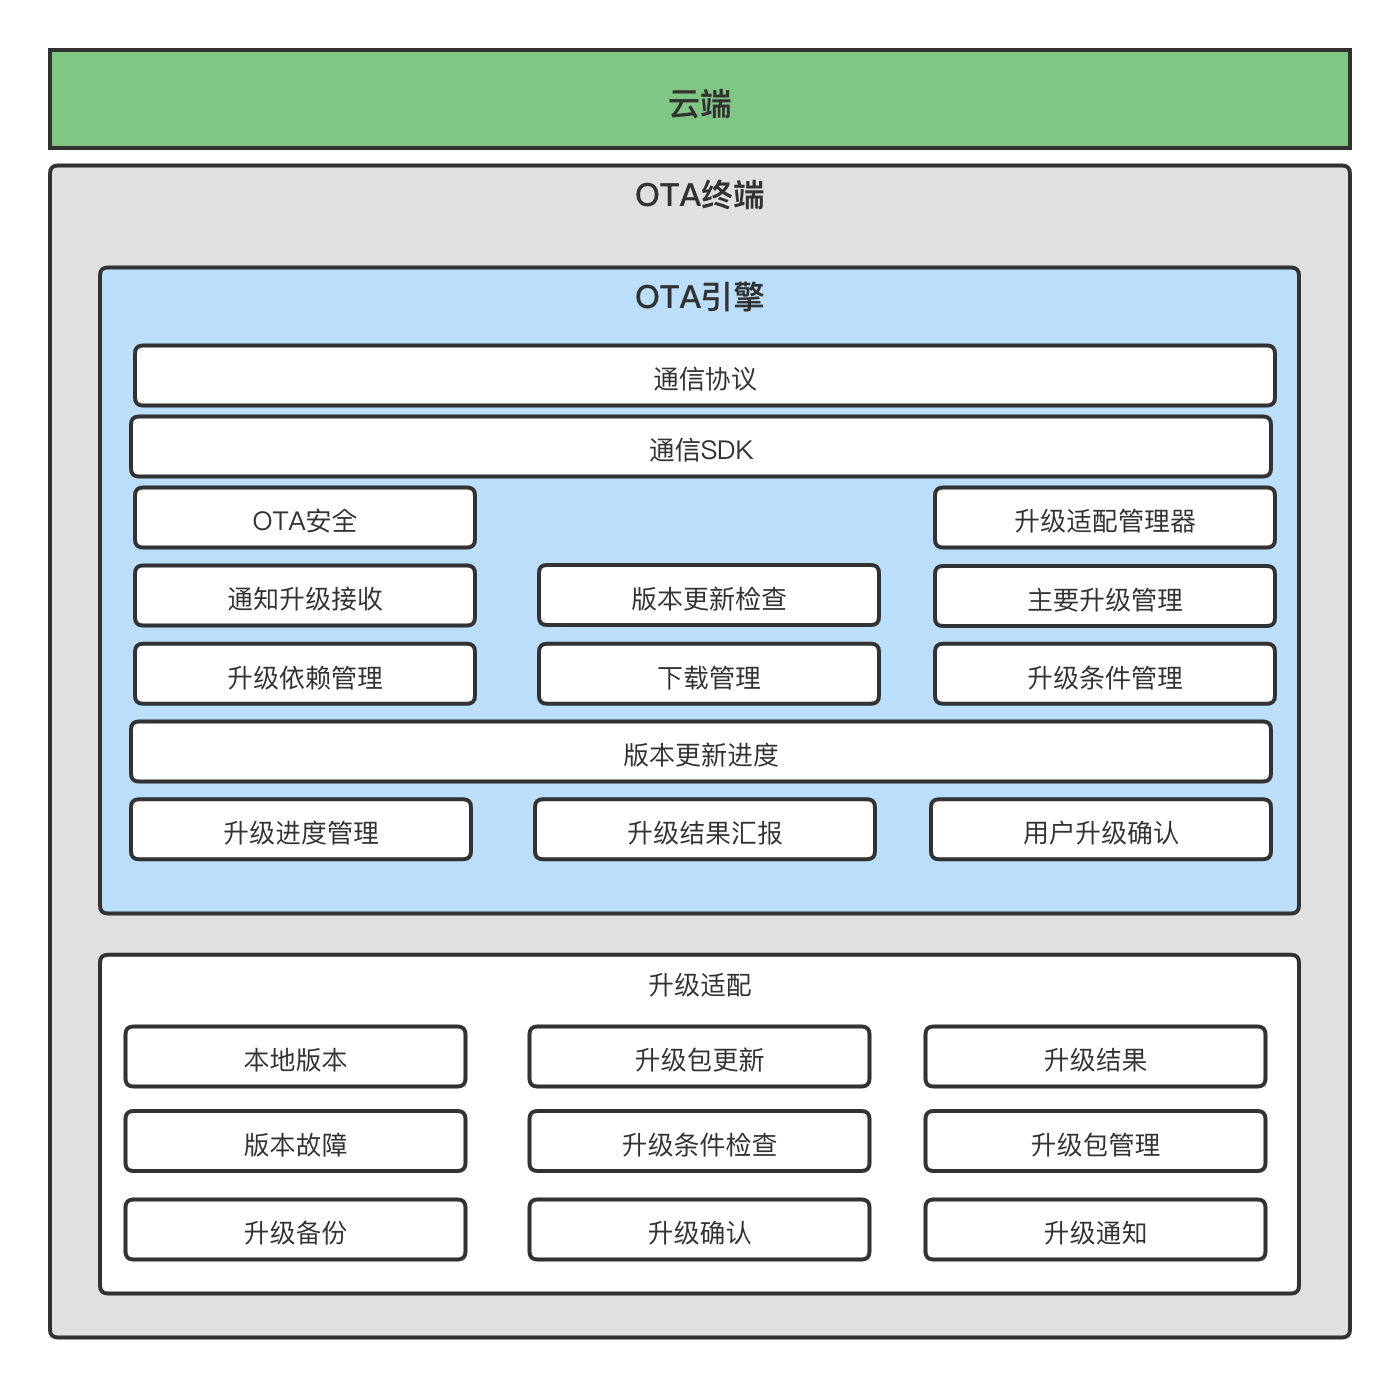 云端
OTA终端
OTA引擎
通信协议
通信SDK
OTA安全
升级适配管理器
通知升级接收
版本更新检查
主要升级管理
升级依赖管理
下载管理
升级条件管理
版本更新进度
升级进度管理
升级结果汇报
用户升级确认
升级适配
本地版本
升级包更新
升级结果
版本故障
升级条件检查
升级包管理
升级备份
升级确认
升级通知